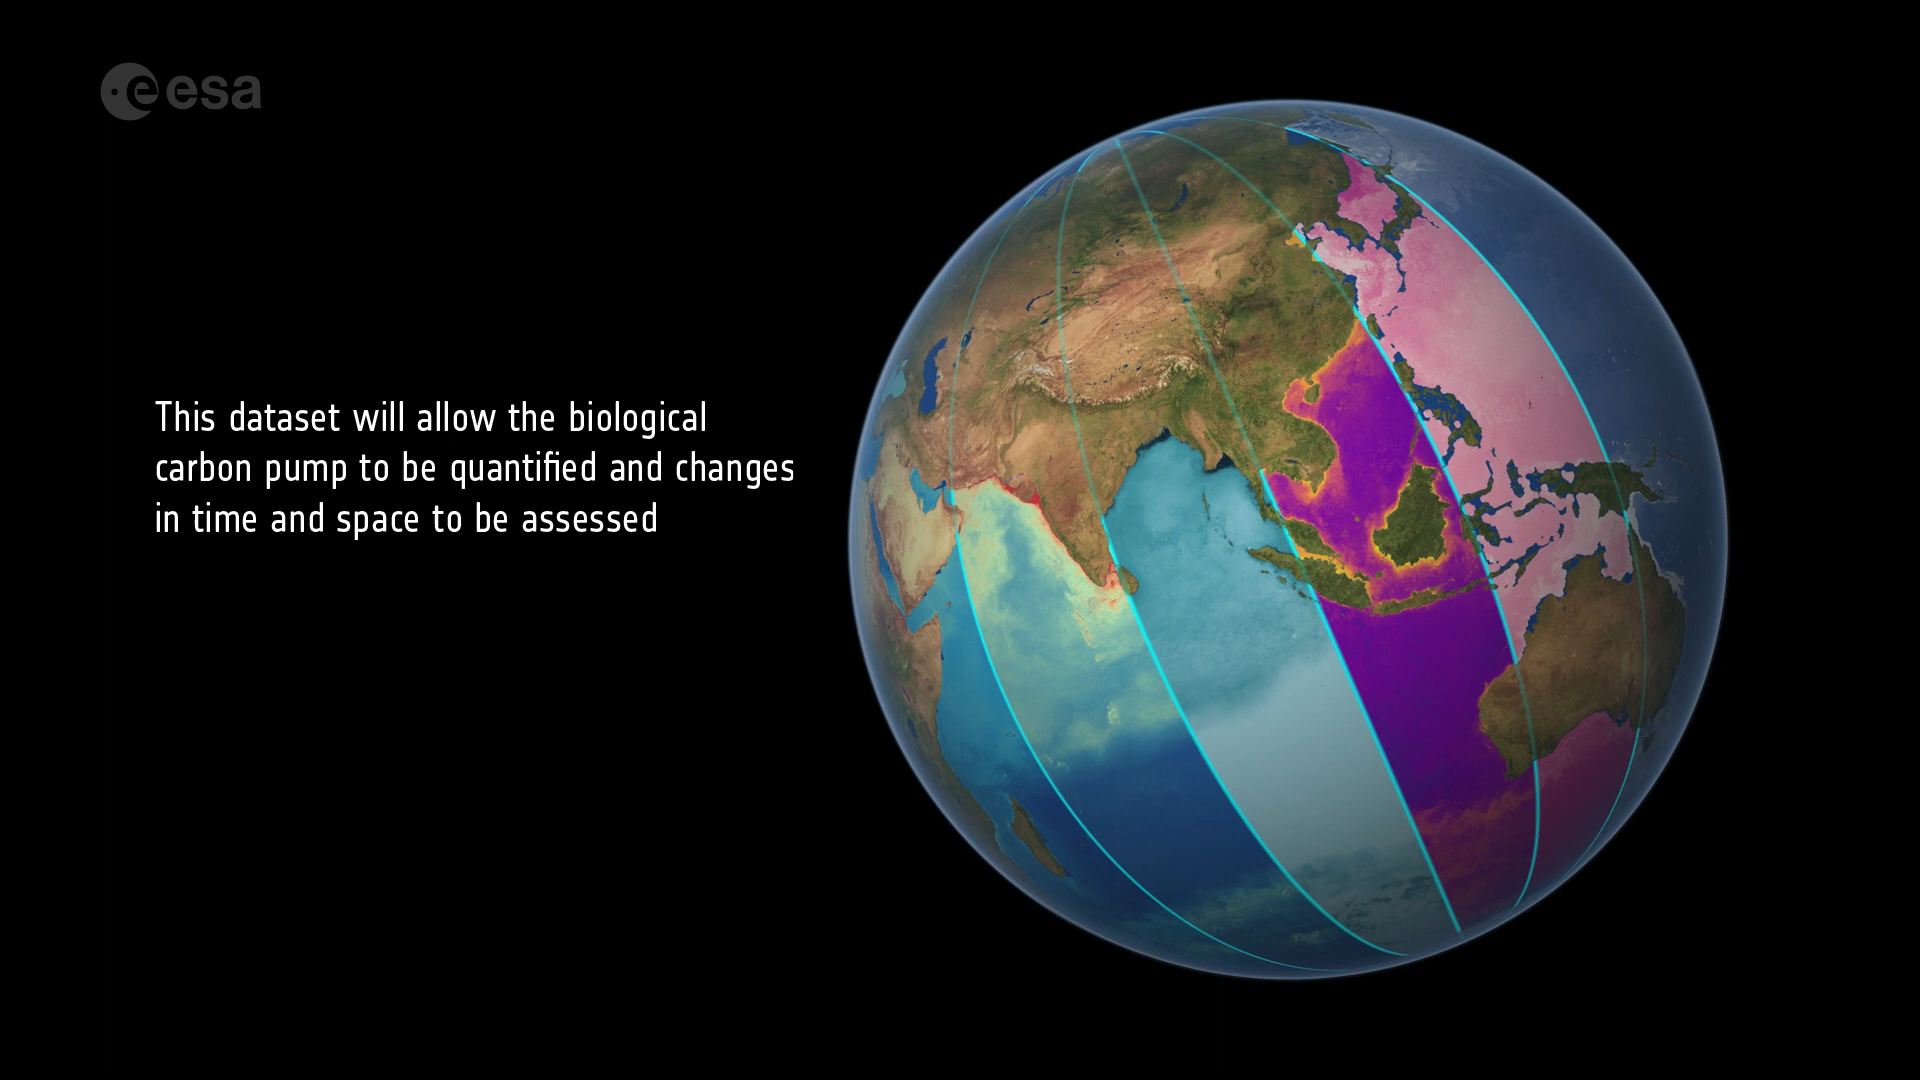 esa
This dataset will allow the biological
carbon pump to be quantified and changes
in time and space to be assessed